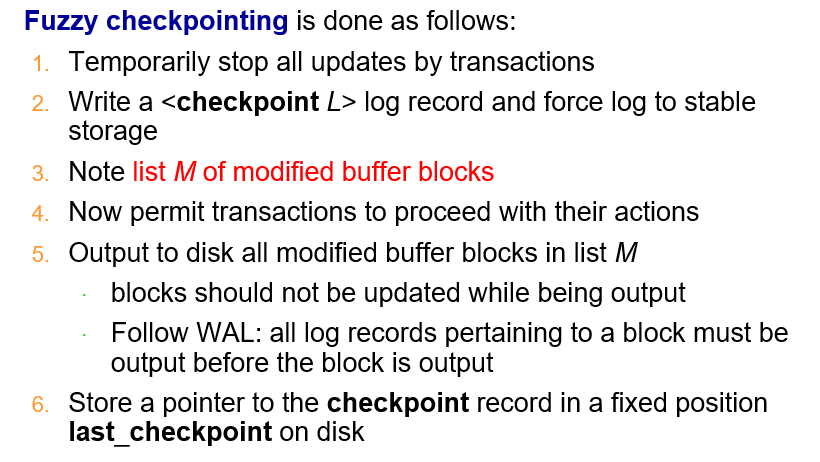 Fuzzy checkpointing is done as follows:
1. Temporarily stop all updates by transactions
2. Write a <checkpoint L> log record and force log to stable
storage
3. Note list M of modified buffer blocks
4. Now permit transactions to proceed with their actions
5. Output to disk all modified buffer blocks in list M
· blocks should not be updated while being output
· Follow WAL: all log records pertaining to a block must be
output before the block is output
6. Store a pointer to the checkpoint record in a fixed position
last_checkpoint on disk